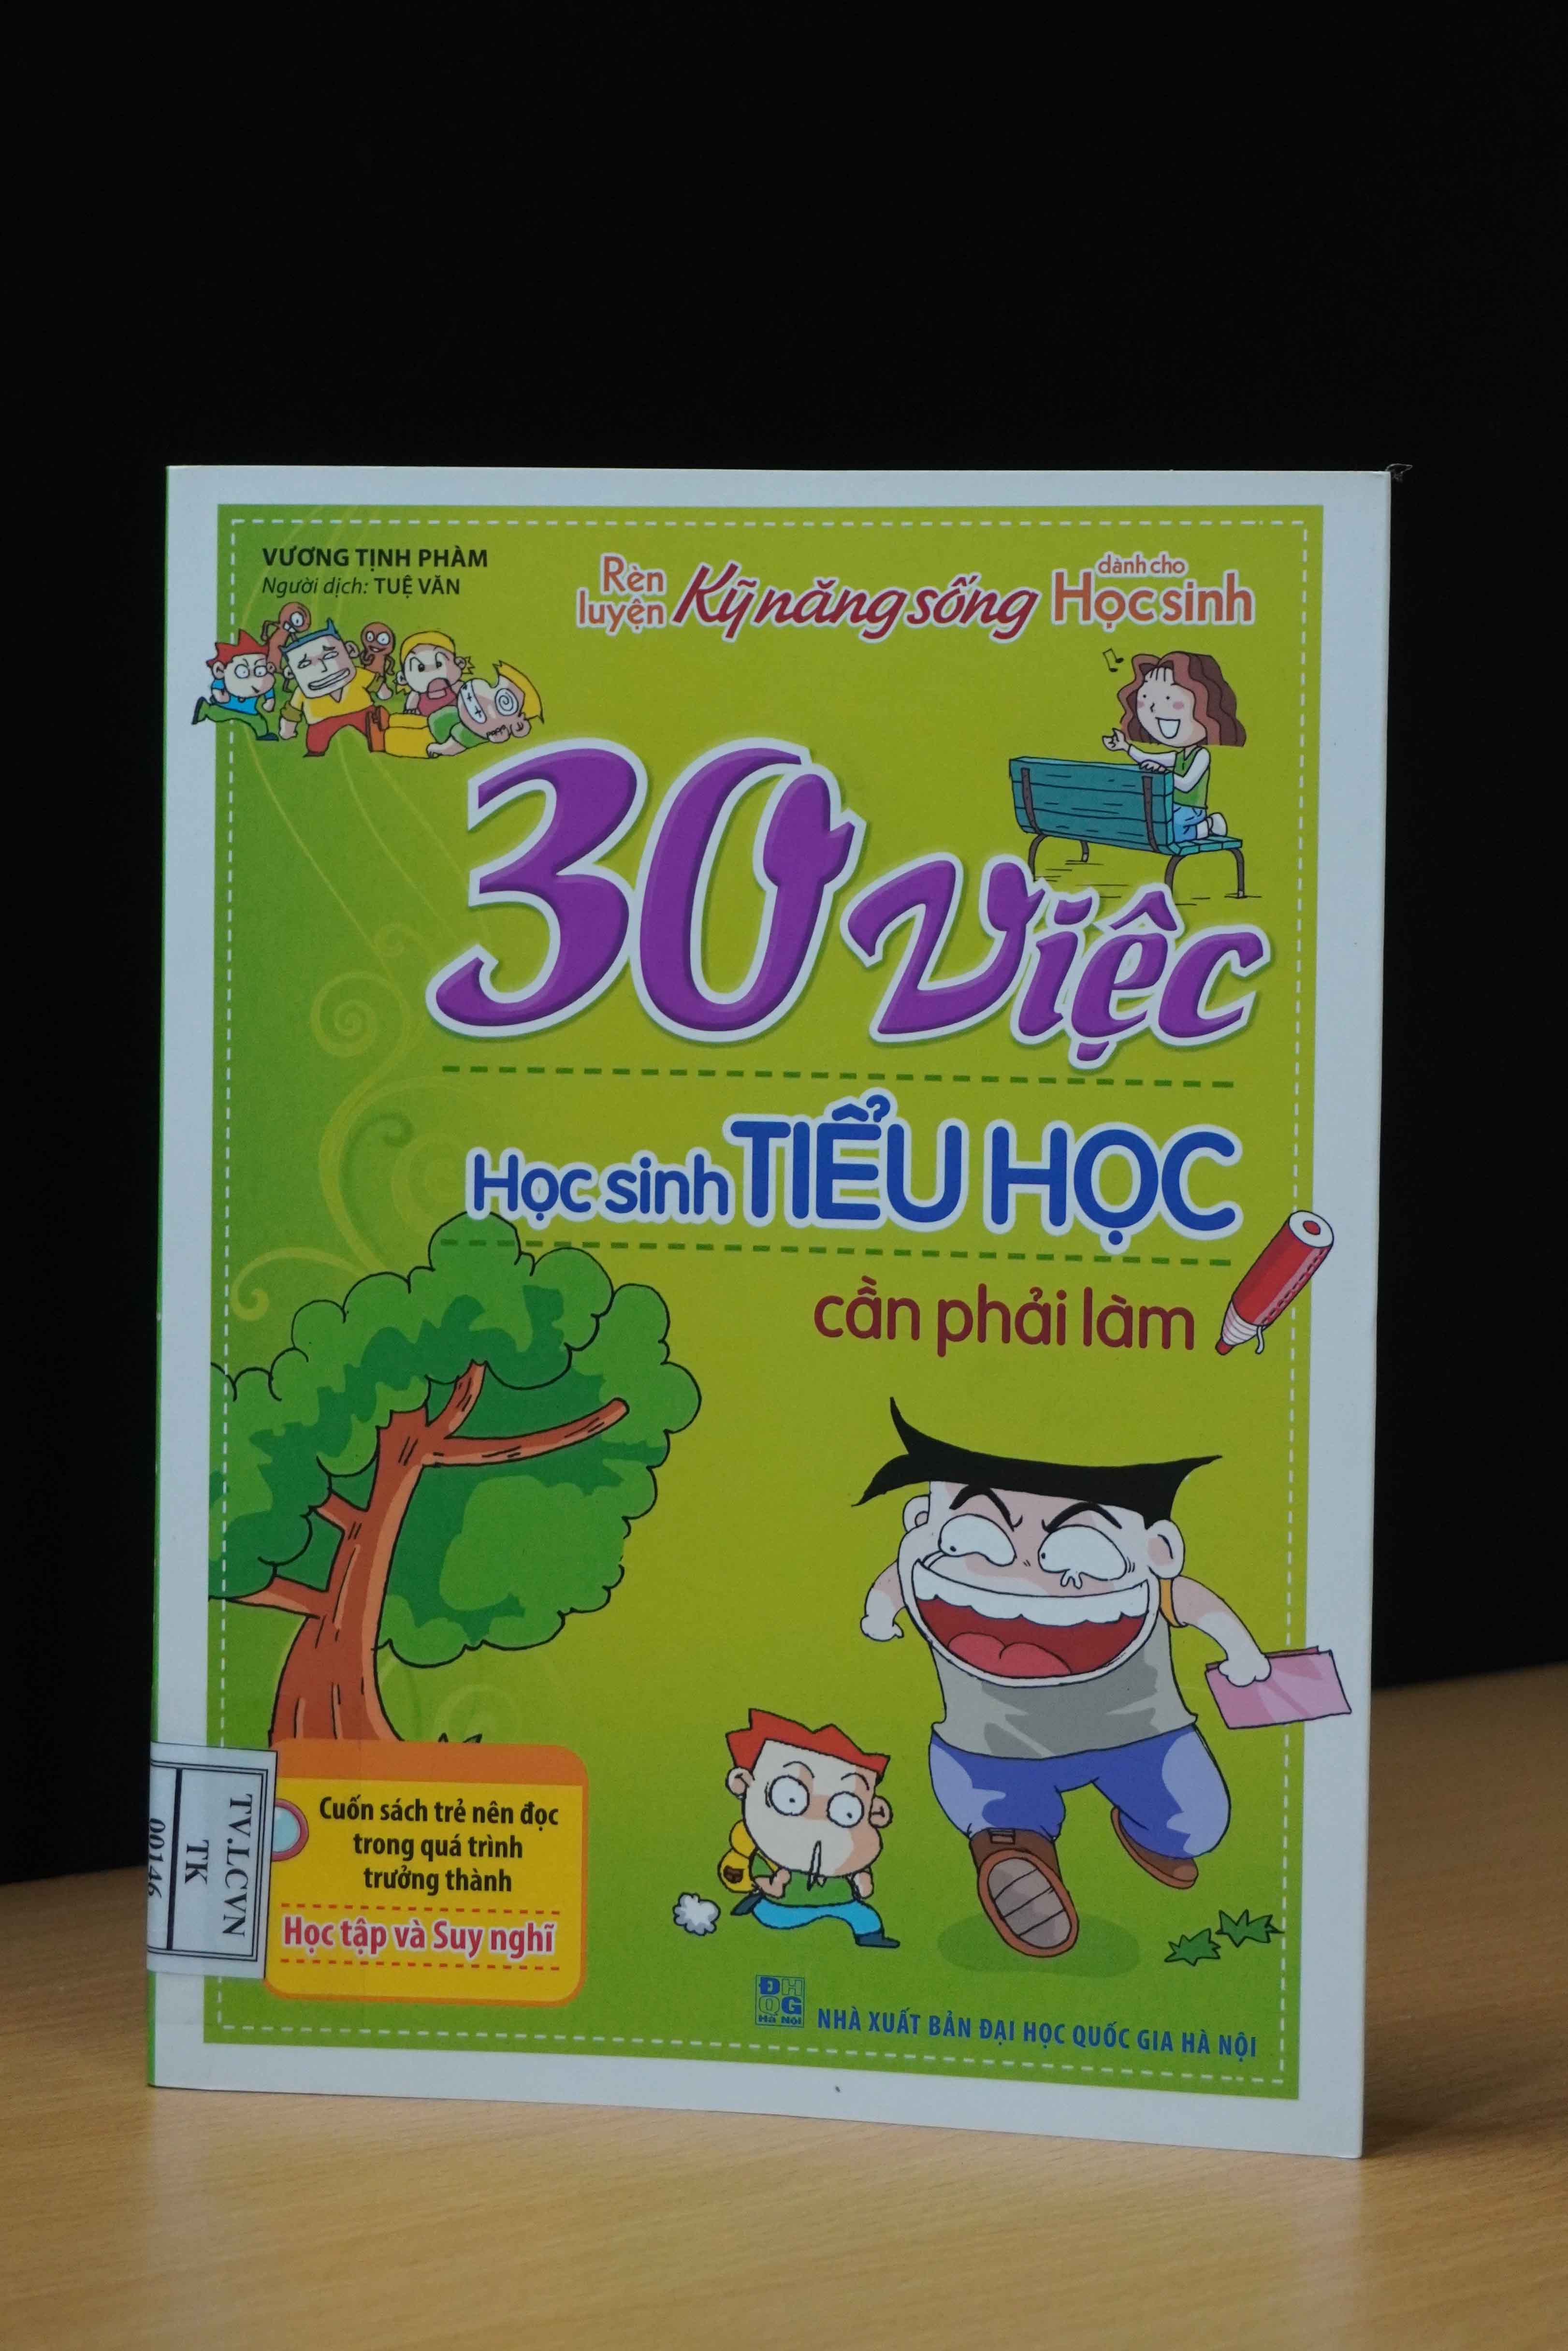 VƯƠNG TỊNH PHÀM
Người dịch: TUỆ VĂN
Rèn luyện Kỹ năng sống dành cho Học sinh
30 việc
Học sinh TIỂU HỌC
cần phải làm
Cuốn sách trẻ nên đọc
trong quá trình
trưởng thành
Học tập và Suy nghĩ
TV.LCVN
TK
00146
ĐH
QG
Hà Nội
NHÀ XUẤT BẢN ĐẠI HỌC QUỐC GIA HÀ NỘI